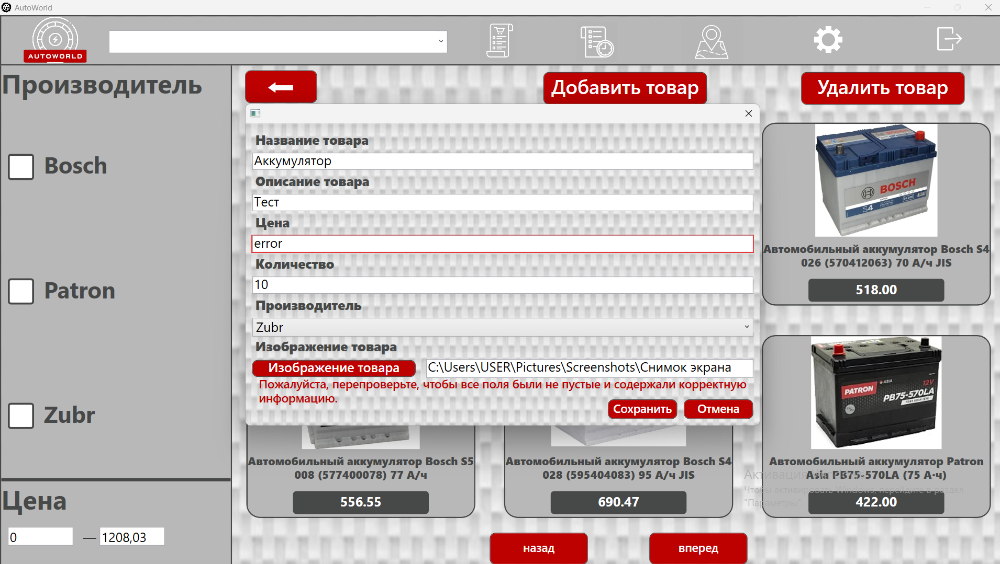 AutoWorld
AUTOWORLD
Производитель
Bosch
Patron
Zubr
Цена
0 — 1208,03
Добавить товар
Удалить товар
Название товара
Аккумулятор
Описание товара
Тест
Цена
error
Количество
10
Производитель
Zubr
Изображение товара
Изображение товара
C:\Users\USER\Pictures\Screenshots\Снимок экрана
Пожалуйста, перепроверьте, чтобы все поля были не пустые и содержали корректную
информацию.
Сохранить
Отмена
BOSCH
S4
Автомобильный аккумулятор Bosch S4
026 (570412063) 70 А/ч JIS
518.00
PATRON
ASIA
12V
PB75-570LA
Автомобильный аккумулятор Bosch S5
008 (577400078) 77 А/ч
556.55
Автомобильный аккумулятор Bosch S4
028 (595404083) 95 А/ч JIS
690.47
Автомобильный аккумулятор Patron
Asia PB75-570LA (75 А·ч)
422.00
Активация Windows
Чтобы активировать Windows, перейдите в раздел
"Параметры".
назад
вперед